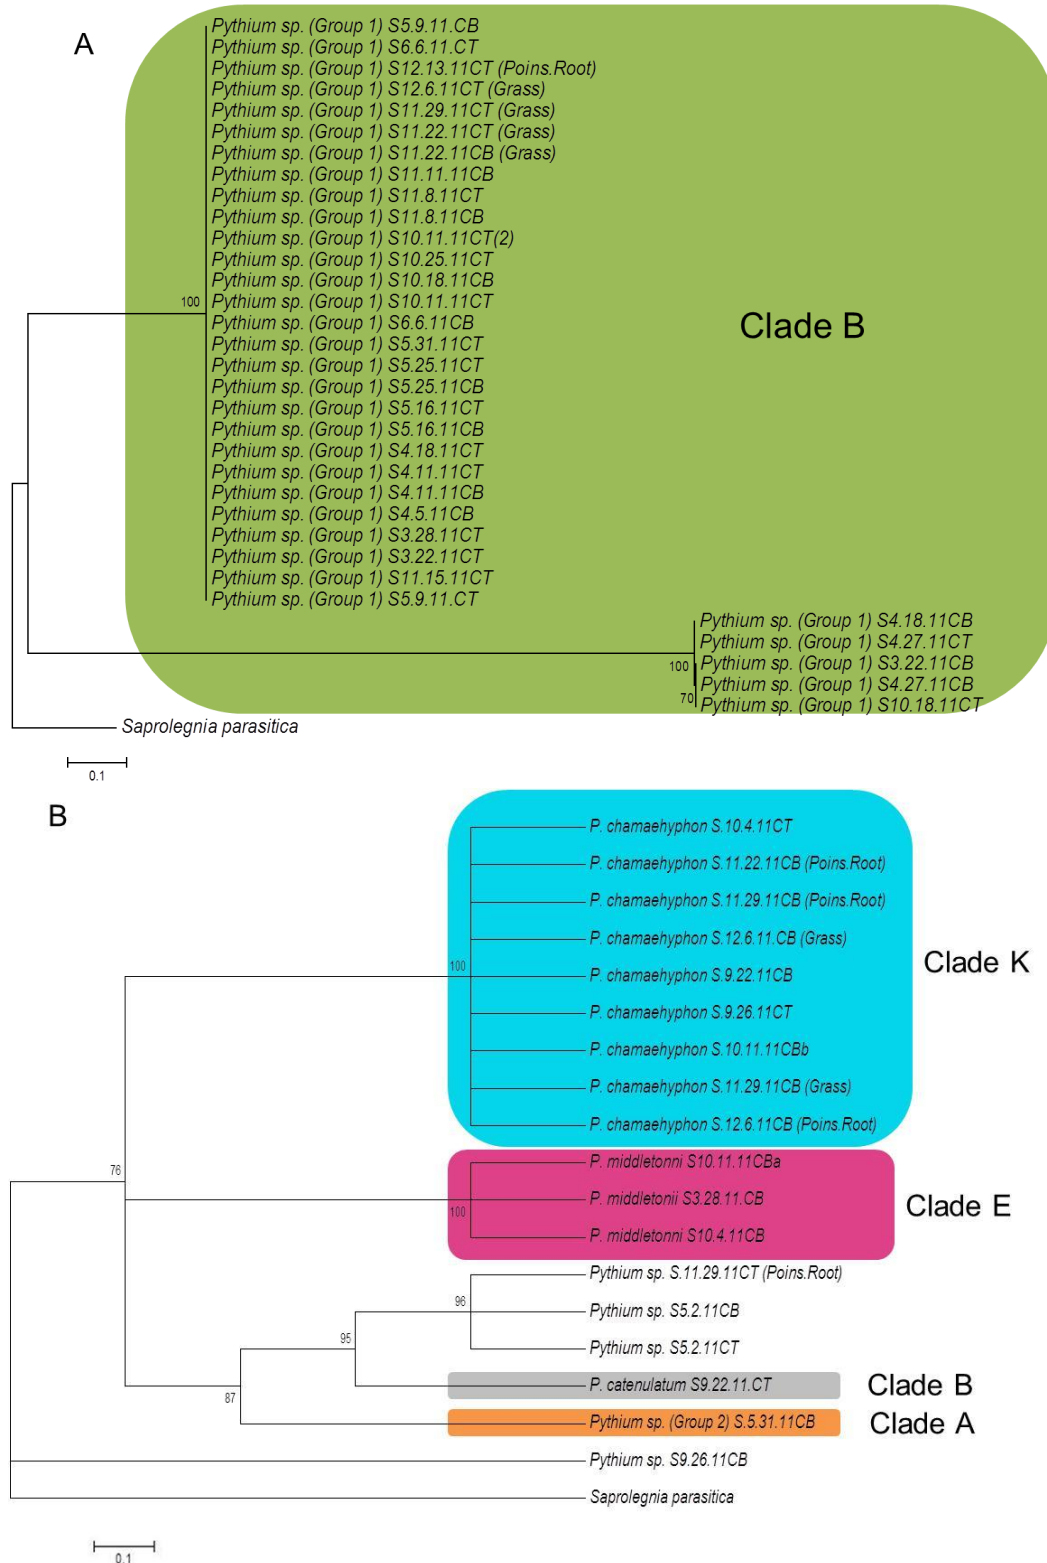 A
Pythium sp. (Group 1) S5.9.11.CB
Pythium sp. (Group 1) S6.6.11.CT
Pythium sp. (Group 1) S12.13.11CT (Poins.Root)
Pythium sp. (Group 1) S12.6.11CT (Grass)
Pythium sp. (Group 1) S11.29.11CT (Grass)
Pythium sp. (Group 1) S11.22.11CT (Grass)
Pythium sp. (Group 1) S11.22.11CB (Grass)
Pythium sp. (Group 1) S11.11.11CB
Pythium sp. (Group 1) S11.8.11CT
Pythium sp. (Group 1) S11.8.11CB
Pythium sp. (Group 1) S10.11.11CT(2)
Pythium sp. (Group 1) S10.25.11CT
Pythium sp. (Group 1) S10.18.11CB
Pythium sp. (Group 1) S10.11.11CT
100
Pythium sp. (Group 1) S6.6.11CB
Clade B
Pythium sp. (Group 1) S5.31.11CT
Pythium sp. (Group 1) S5.25.11CT
Pythium sp. (Group 1) S5.25.11CB
Pythium sp. (Group 1) S5.16.11CT
Pythium sp. (Group 1) S5.16.11CB
Pythium sp. (Group 1) S4.18.11CT
Pythium sp. (Group 1) S4.11.11CT
Pythium sp. (Group 1) S4.11.11CB
Pythium sp. (Group 1) S4.5.11CB
Pythium sp. (Group 1) S3.28.11CT
Pythium sp. (Group 1) S3.22.11CT
Pythium sp. (Group 1) S11.15.11CT
Pythium sp. (Group 1) S5.9.11.CT
Pythium sp. (Group 1) S4.18.11CB
Pythium sp. (Group 1) S4.27.11CT
100
Pythium sp. (Group 1) S3.22.11CB
Pythium sp. (Group 1) S4.27.11CB
70
Pythium sp. (Group 1) S10.18.11CT
Saprolegnia parasitica
0.1
B
P. chamaehyphon S.10.4.11CT
P. chamaehyphon S.11.22.11CB (Poins.Root)
P. chamaehyphon S.11.29.11CB (Poins.Root)
P. chamaehyphon S.12.6.11.CB (Grass)
Clade K
100
P. chamaehyphon S.9.22.11CB
P. chamaehyphon S.9.26.11CT
P. chamaehyphon S.10.11.11CBb
P. chamaehyphon S.11.29.11CB (Grass)
P. chamaehyphon S.12.6.11CB (Poins.Root)
76
P. middletonni S10.11.11CBa
P. middletonii S3.28.11.CB
Clade E
100
P. middletonni S10.4.11CB
Pythium sp. S.11.29.11CT (Poins.Root)
96
Pythium sp. S5.2.11CB
95
Pythium sp. S5.2.11CT
P. catenulatum S9.22.11.CT
Clade B
87
Pythium sp. (Group 2) S.5.31.11CB
Clade A
Pythium sp. S9.26.11CB
Saprolegnia parasitica
0.1